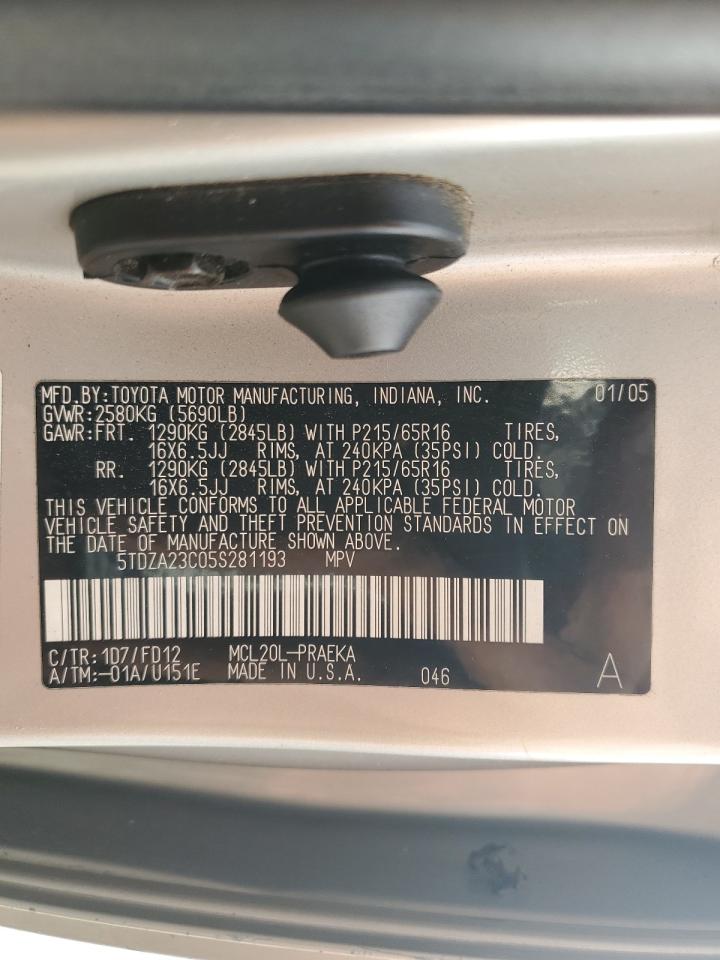 MFD.BY:TOYOTA MOTOR MANUFACTURING, INDIANA, INC. 01/05
GVWR:2580KG (5690LB)
GAWR:FRT. 1290KG (2845LB) WITH P215/65R16 TIRES,
16X6.5JJ RIMS, AT 240KPA (35PSI) COLD.
RR. 1290KG (2845LB) WITH P215/65R16 TIRES,
16X6.5JJ RIMS, AT 240KPA (35PSI) COLD.
THIS VEHICLE CONFORMS TO ALL APPLICABLE FEDERAL MOTOR
VEHICLE SAFETY AND THEFT PREVENTION STANDARDS IN EFFECT ON
THE DATE OF MANUFACTURE SHOWN ABOVE.
5TDZA23C05S281193 MPV
C/TR:1D7/FD12 MCL20L-PRAEKA
A/TM:-01A/U151E MADE IN U.S.A. 046 A